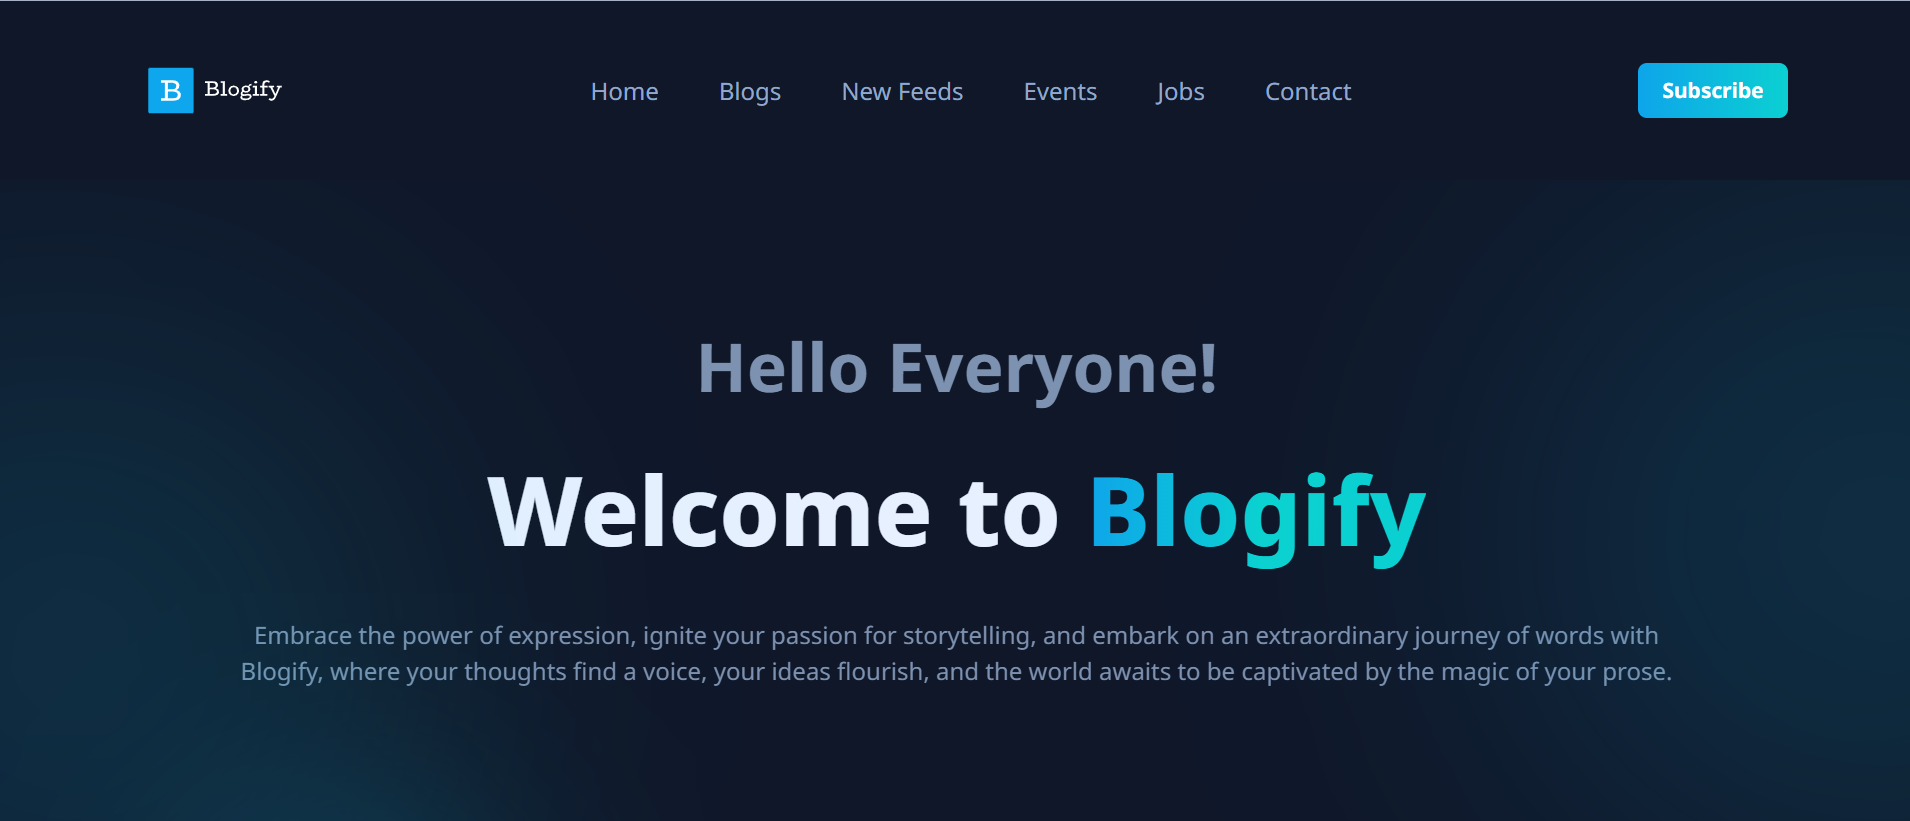 B Blogify
Home Blogs New Feeds Events Jobs Contact
Subscribe
Hello Everyone!
Welcome to Blogify
Embrace the power of expression, ignite your passion for storytelling, and embark on an extraordinary journey of words with
Blogify, where your thoughts find a voice, your ideas flourish, and the world awaits to be captivated by the magic of your prose.